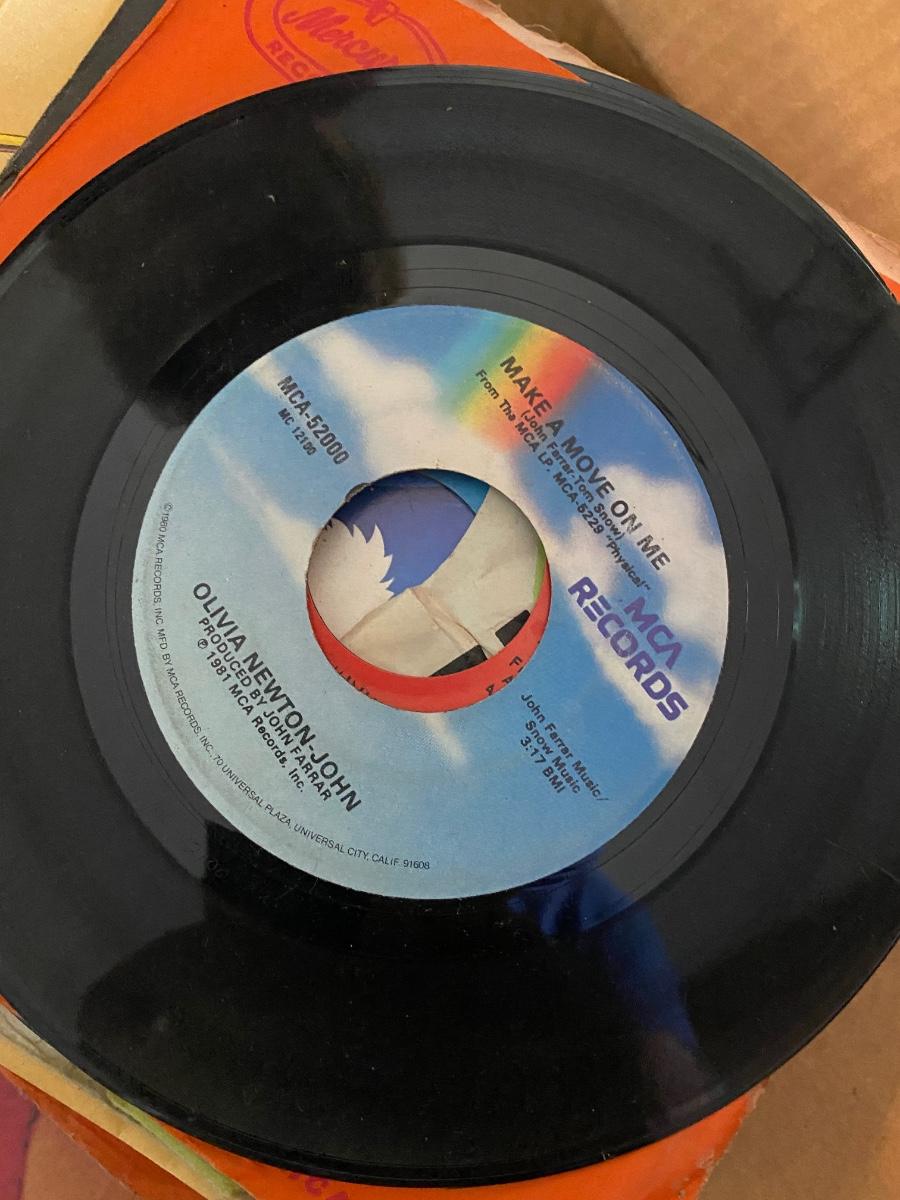 Mercu
REC
MAKE A MOVE ON ME
(John Farrar-Tom Snow)
From The MCA LP. MCA-5229 "Physical"
MCA-52000
MC 12100
MCA
RECORDS
OLIVIA NEWTON-JOHN
PRODUCED BY JOHN FARRAR
℗ 1981 MCA Records, Inc.
John Farrar Music/
Snow Music
3:17 BMI
©1980 MCA RECORDS, INC. MFD. BY MCA RECORDS, INC. 70 UNIVERSAL PLAZA, UNIVERSAL CITY, CALIF. 91608